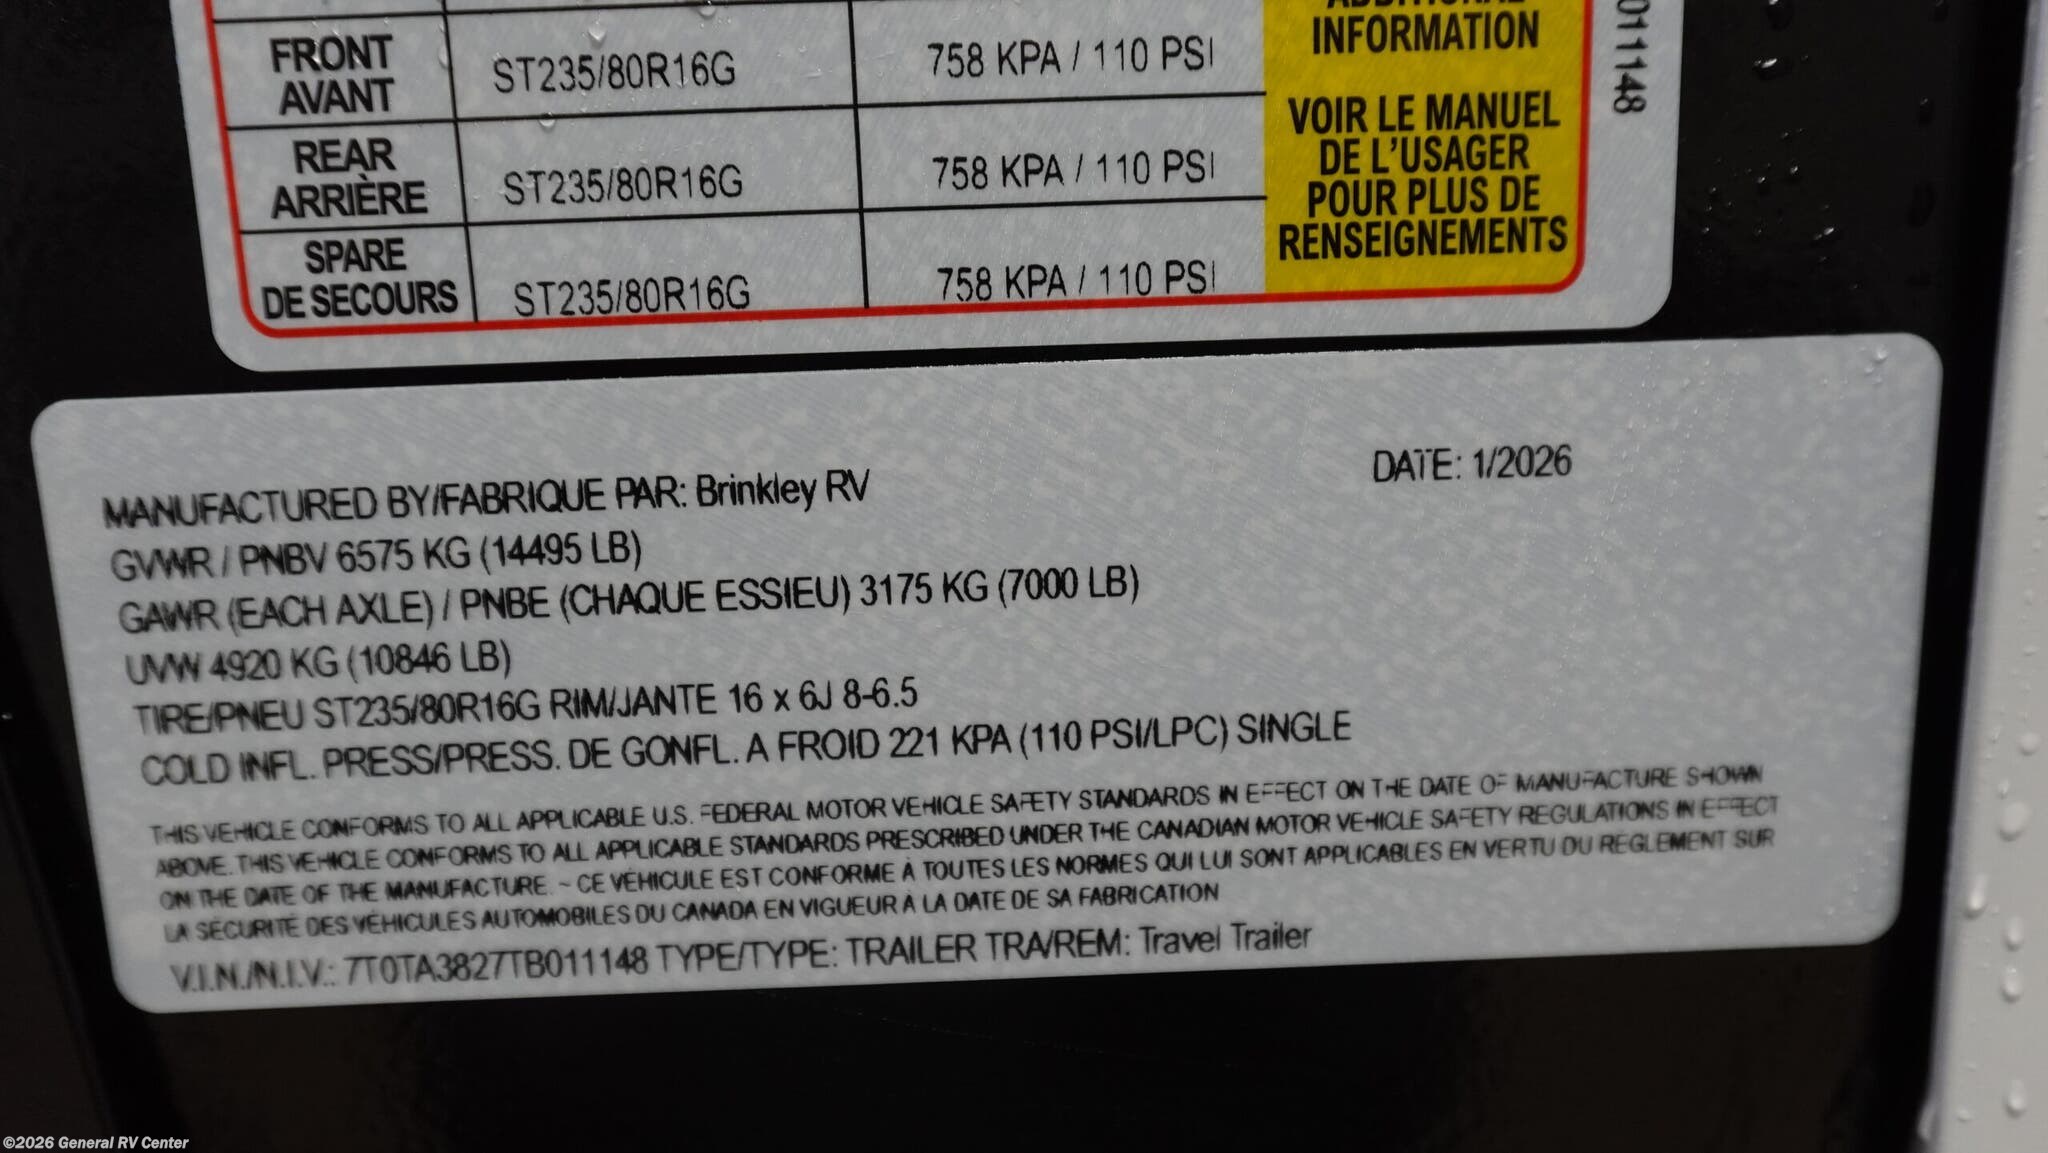 FRONT
AVANT
ST235/80R16G
758 KPA / 110 PSI
REAR
ARRIÈRE
ST235/80R16G
758 KPA / 110 PSI
SPARE
DE SECOURS
ST235/80R16G
758 KPA / 110 PSI
ADDITIONAL
INFORMATION
VOIR LE MANUEL
DE L'USAGER
POUR PLUS DE
RENSEIGNEMENTS
011148
MANUFACTURED BY/FABRIQUE PAR: Brinkley RV
DATE: 1/2026
GVWR / PNBV 6575 KG (14495 LB)
GAWR (EACH AXLE) / PNBE (CHAQUE ESSIEU) 3175 KG (7000 LB)
UVW 4920 KG (10846 LB)
TIRE/PNEU ST235/80R16G RIM/JANTE 16 x 6J 8-6.5
COLD INFL. PRESS/PRESS. DE GONFL. A FROID 221 KPA (110 PSI/LPC) SINGLE
THIS VEHICLE CONFORMS TO ALL APPLICABLE U.S. FEDERAL MOTOR VEHICLE SAFETY STANDARDS IN EFFECT ON THE DATE OF MANUFACTURE SHOWN
ABOVE. THIS VEHICLE CONFORMS TO ALL APPLICABLE STANDARDS PRESCRIBED UNDER THE CANADIAN MOTOR VEHICLE SAFETY REGULATIONS IN EFFECT
ON THE DATE OF THE MANUFACTURE. ~ CE VÉHICULE EST CONFORME À TOUTES LES NORMES QUI LUI SONT APPLICABLES EN VERTU DU RÈGLEMENT SUR
LA SÉCURITÉ DES VÉHICULES AUTOMOBILES DU CANADA EN VIGUEUR À LA DATE DE SA FABRICATION
V.I.N./N.I.V.: 7T0TA3827TB011148 TYPE/TYPE: TRAILER TRA/REM: Travel Trailer
©2026 General RV Center